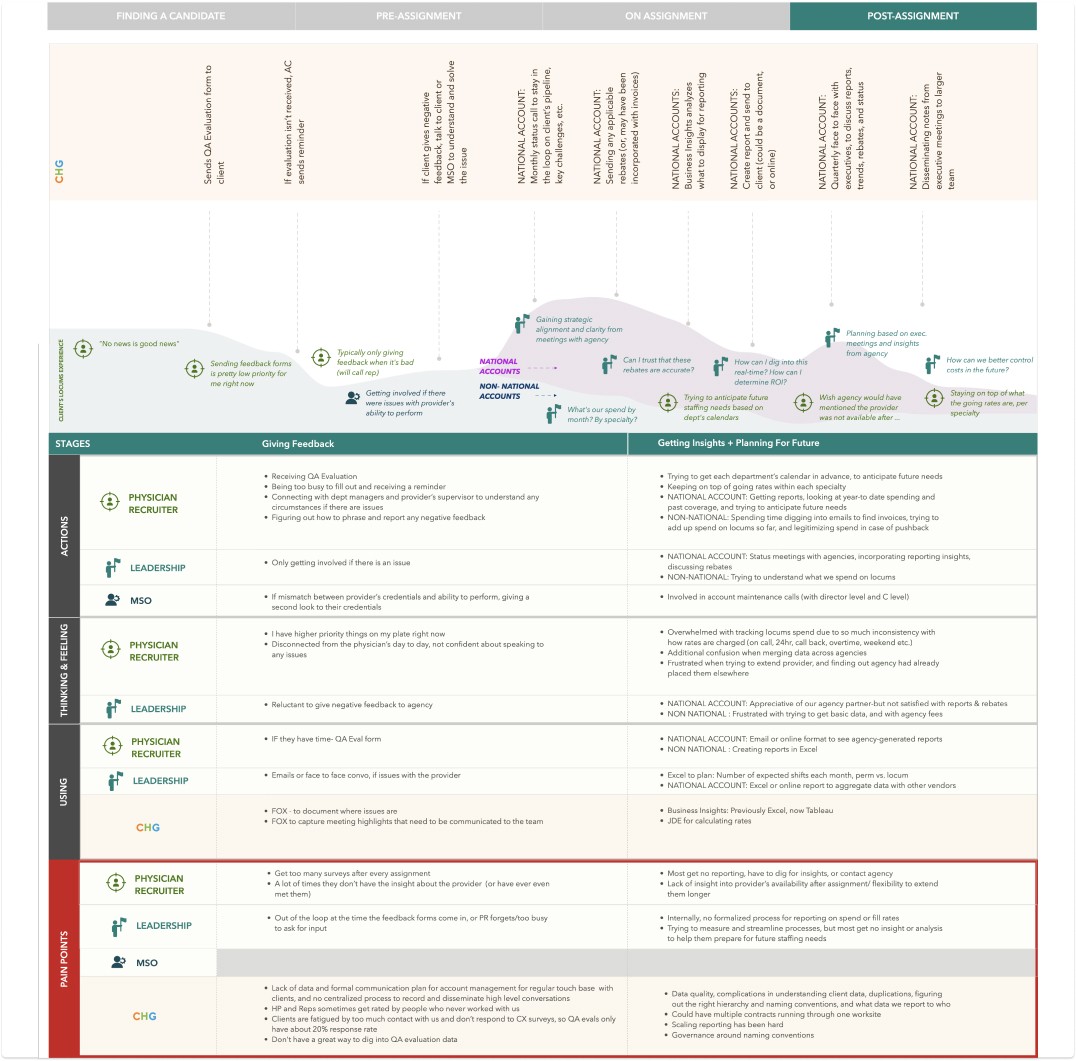 FINDING A CANDIDATE
PRE-ASSIGNMENT
ON ASSIGNMENT
POST-ASSIGNMENT
CHG
Sends QA Evaluation form to
client
If evaluation isn't received, AC
sends reminder
If client gives negative
feedback, talk to client or
MSO to understand and solve
the issue
NATIONAL ACCOUNT:
Monthly status call to stay in
the loop on client's pipeline,
key challenges, etc.
NATIONAL ACCOUNT:
Sending any applicable
rebates (or, may have been
incorporated with invoices)
NATIONAL ACCOUNTS:
Business Insights analyzes
what to display for reporting
NATIONAL ACCOUNTS:
Create report and send to
client (could be a document,
or online)
NATIONAL ACCOUNT:
Quarterly face to face with
executives, to discuss reports,
trends, rebates, and status
NATIONAL ACCOUNT:
Disseminating notes from
executive meetings to larger
team
CLIENT'S LOCUMS EXPERIENCE
"No news is good news"
Sending feedback forms
is pretty low priority for
me right now
Typically only giving
feedback when it's bad
(will call rep)
Getting involved if there
were issues with provider's
ability to perform
NATIONAL
ACCOUNTS
NON- NATIONAL
ACCOUNTS
Gaining strategic
alignment and clarity from
meetings with agency
Can I trust that these
rebates are accurate?
What's our spend by
month? By specialty?
How can I dig into this
real-time? How can I
determine ROI?
Trying to anticipate future
staffing needs based on
dept's calendars
Planning based on exec.
meetings and insights
from agency
Wish agency would have
mentioned the provider
was not available after ...
How can we better control
costs in the future?
Staying on top of what
the going rates are, per
specialty
STAGES
Giving Feedback
Getting Insights + Planning For Future
ACTIONS
PHYSICIAN
RECRUITER
• Receiving QA Evaluation
• Being too busy to fill out and receiving a reminder
• Connecting with dept managers and provider's supervisor to understand any
circumstances if there are issues
• Figuring out how to phrase and report any negative feedback
• Trying to get each department's calendar in advance, to anticipate future needs
• Keeping on top of going rates within each specialty
• NATIONAL ACCOUNT: Getting reports, looking at year-to date spending and
past coverage, and trying to anticipate future needs
• NON-NATIONAL: Spending time digging into emails to find invoices, trying to
add up spend on locums so far, and legitimizing spend in case of pushback
LEADERSHIP
• Only getting involved if there is an issue
• NATIONAL ACCOUNT: Status meetings with agencies, incorporating reporting insights,
discussing rebates
• NON-NATIONAL: Trying to understand what we spend on locums
MSO
• If mismatch between provider's credentials and ability to perform, giving a
second look to their credentials
• Involved in account maintenance calls (with director level and C level)
THINKING & FEELING
PHYSICIAN
RECRUITER
• I have higher priority things on my plate right now
• Disconnected from the physician's day to day, not confident about speaking to
any issues
• Overwhelmed with tracking locums spend due to so much inconsistency with
how rates are charged (on call, 24hr, call back, overtime, weekend etc.)
• Additional confusion when merging data across agencies
• Frustrated when trying to extend provider, and finding out agency had already
placed them elsewhere
LEADERSHIP
• Reluctant to give negative feedback to agency
• NATIONAL ACCOUNT: Appreciative of our agency partner-but not satisfied with reports & rebates
• NON NATIONAL : Frustrated with trying to get basic data, and with agency fees
USING
PHYSICIAN
RECRUITER
• IF they have time- QA Eval form
• NATIONAL ACCOUNT: Email or online format to see agency-generated reports
• NON NATIONAL : Creating reports in Excel
LEADERSHIP
• Emails or face to face convo, if issues with the provider
• Excel to plan: Number of expected shifts each month, perm vs. locum
• NATIONAL ACCOUNT: Excel or online report to aggregate data with other vendors
CHG
• FOX - to document where issues are
• FOX to capture meeting highlights that need to be communicated to the team
• Business Insights: Previously Excel, now Tableau
• JDE for calculating rates
PAIN POINTS
PHYSICIAN
RECRUITER
• Get too many surveys after every assignment
• A lot of times they don't have the insight about the provider (or have ever even
met them)
• Most get no reporting, have to dig for insights, or contact agency
• Lack of insight into provider's availability after assignment/ flexibility to extend
them longer
LEADERSHIP
• Out of the loop at the time the feedback forms come in, or PR forgets/too busy
to ask for input
• Internally, no formalized process for reporting on spend or fill rates
• Trying to measure and streamline processes, but most get no insight or analysis
to help them prepare for future staffing needs
MSO
CHG
• Lack of data and formal communication plan for account management for regular touch base with
clients, and no centralized process to record and disseminate high level conversations
• HP and Reps sometimes get rated by people who never worked with us
• Clients are fatigued by too much contact with us and don't respond to CX surveys, so QA evals only
have about 20% response rate
• Don't have a great way to dig into QA evaluation data
• Data quality, complications in understanding client data, duplications, figuring
out the right hierarchy and naming conventions, and what data we report to who
• Could have multiple contracts running through one worksite
• Scaling reporting has been hard
• Governance around naming conventions